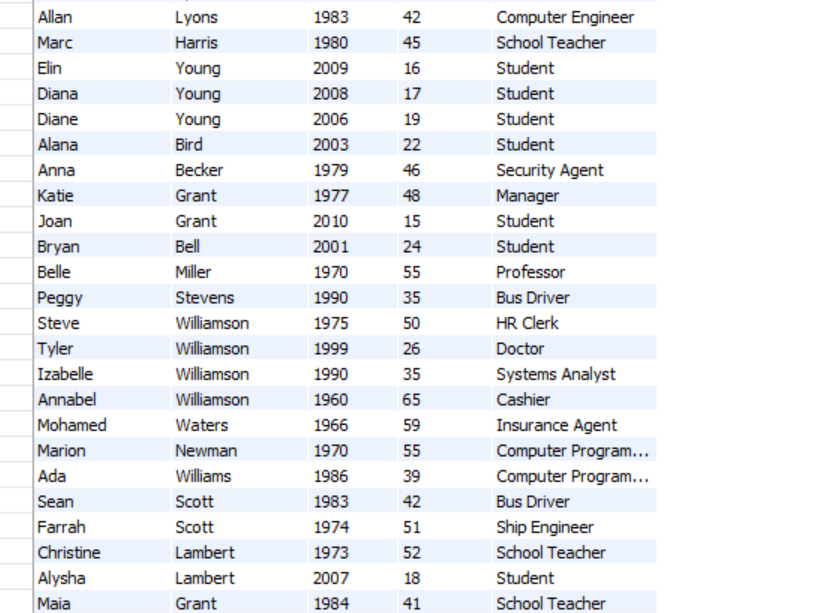 Allan Lyons 1983 42 Computer Engineer
Marc Harris 1980 45 School Teacher
Elin Young 2009 16 Student
Diana Young 2008 17 Student
Diane Young 2006 19 Student
Alana Bird 2003 22 Student
Anna Becker 1979 46 Security Agent
Katie Grant 1977 48 Manager
Joan Grant 2010 15 Student
Bryan Bell 2001 24 Student
Belle Miller 1970 55 Professor
Peggy Stevens 1990 35 Bus Driver
Steve Williamson 1975 50 HR Clerk
Tyler Williamson 1999 26 Doctor
Izabelle Williamson 1990 35 Systems Analyst
Annabel Williamson 1960 65 Cashier
Mohamed Waters 1966 59 Insurance Agent
Marion Newman 1970 55 Computer Program...
Ada Williams 1986 39 Computer Program...
Sean Scott 1983 42 Bus Driver
Farrah Scott 1974 51 Ship Engineer
Christine Lambert 1973 52 School Teacher
Alysha Lambert 2007 18 Student
Maia Grant 1984 41 School Teacher